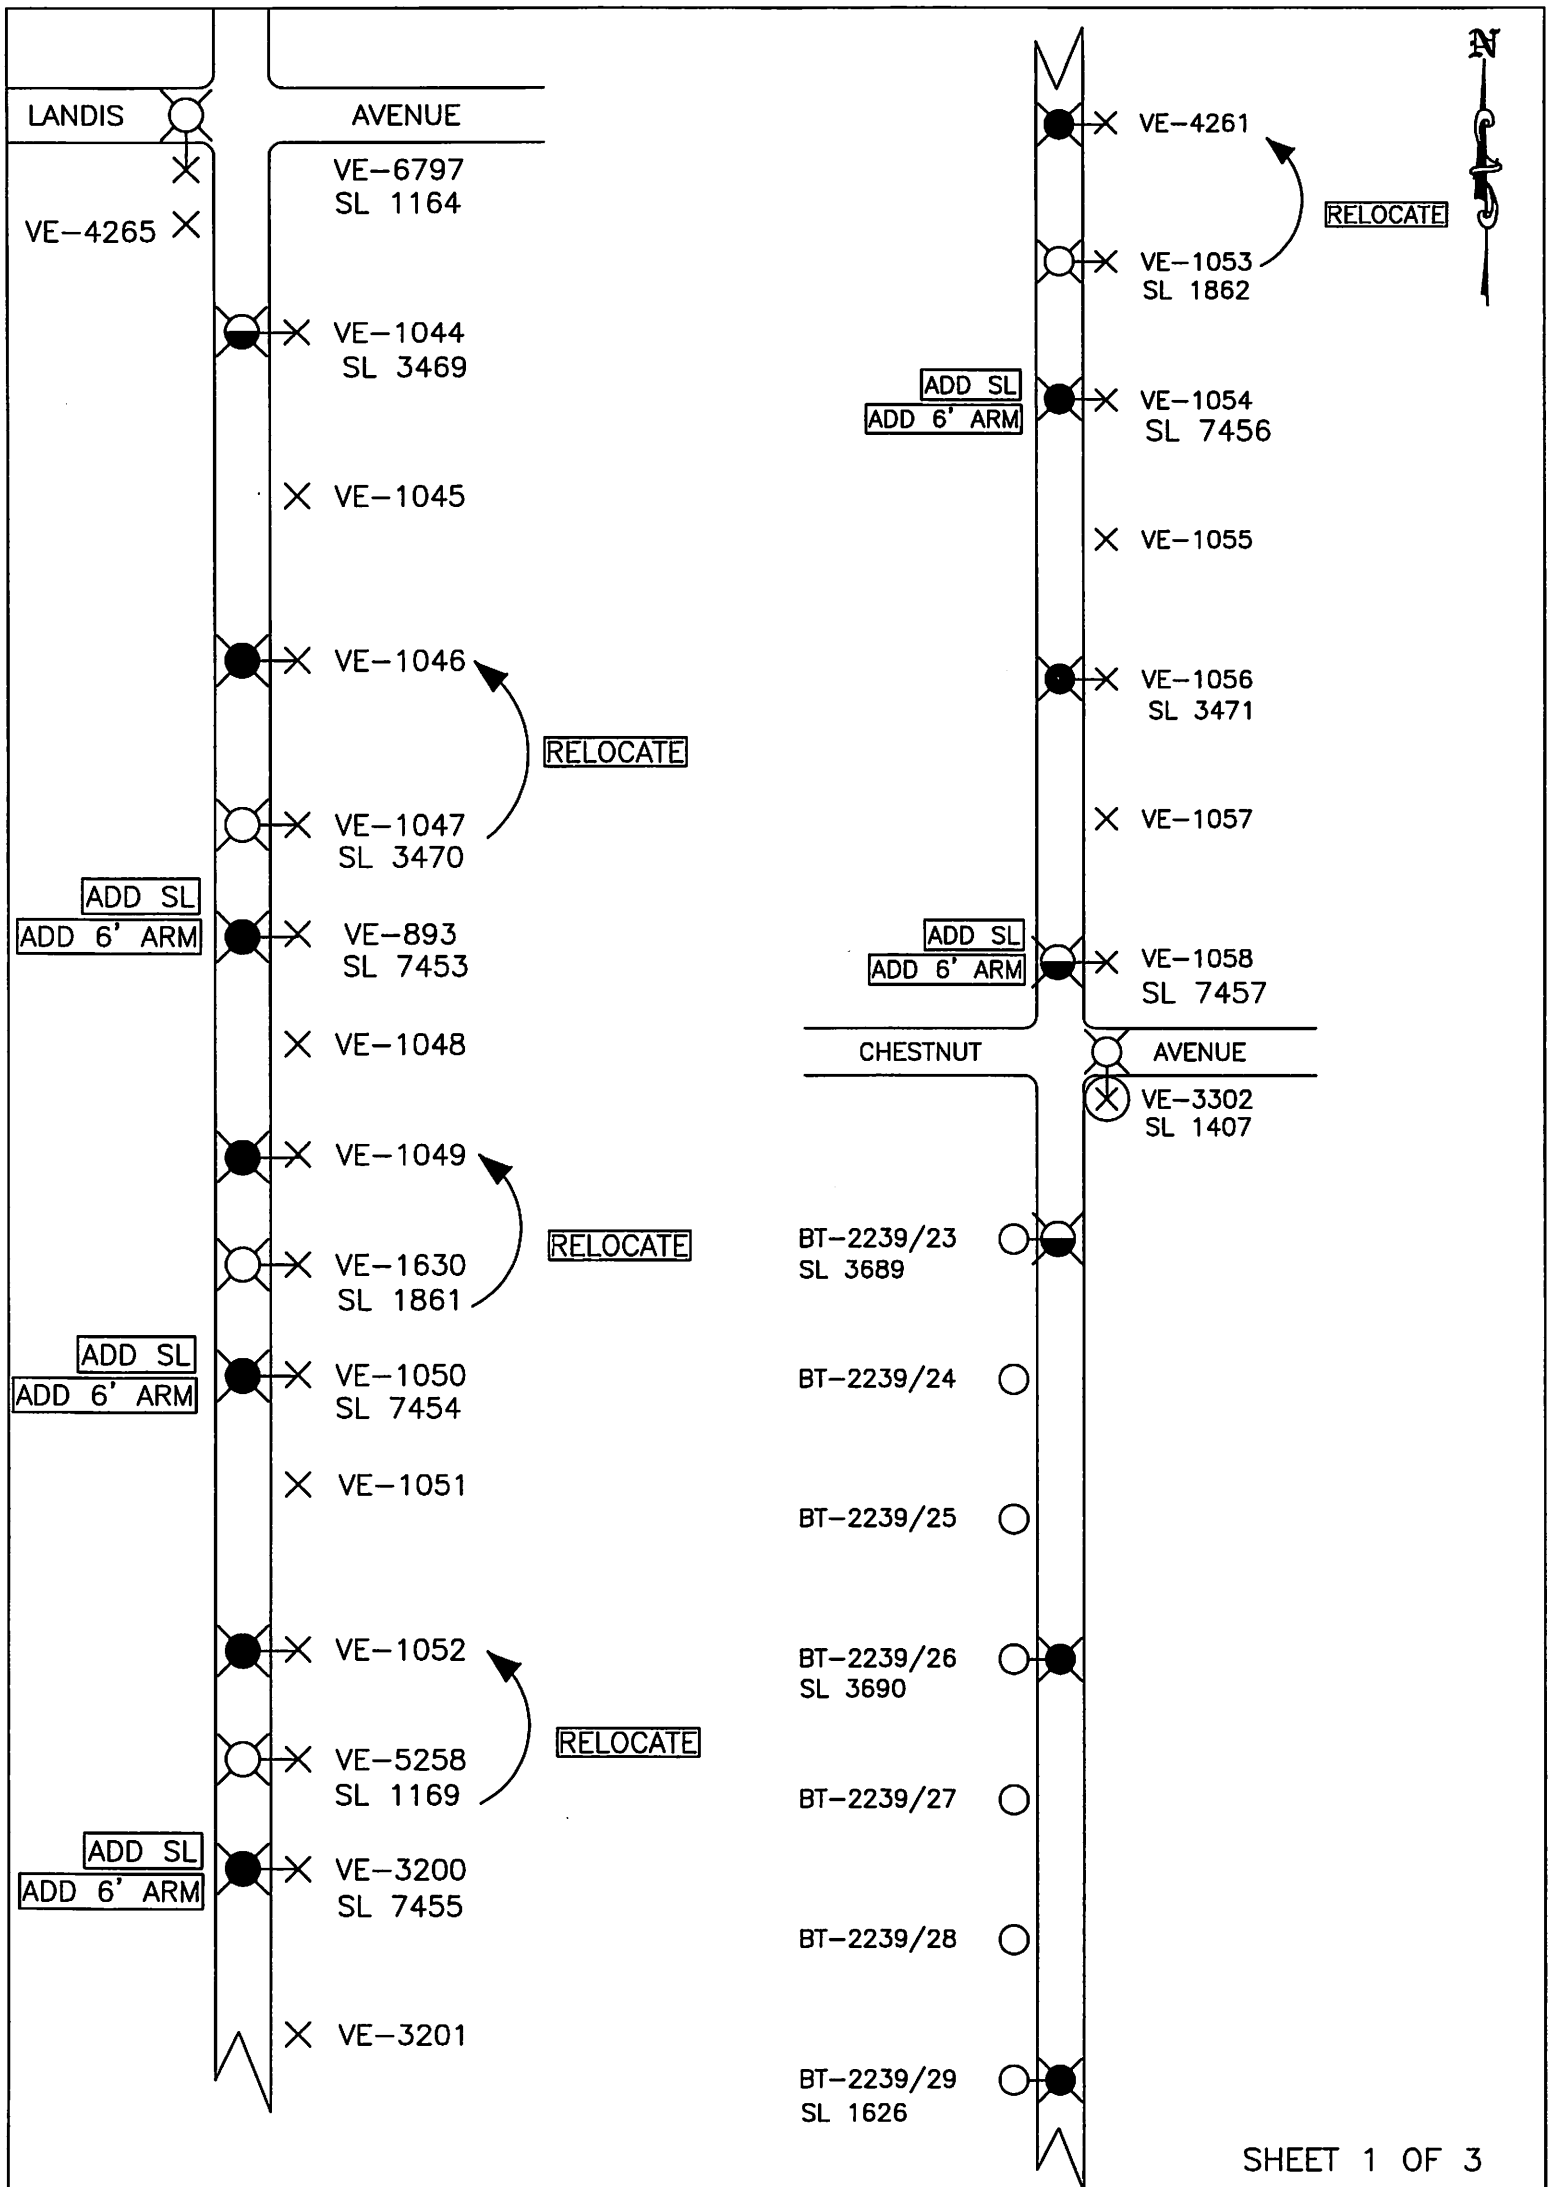 LANDIS AVENUE
VE-6797
SL 1164
VE-4265
VE-1044
SL 3469
VE-1045
VE-1046
RELOCATE
VE-1047
SL 3470
ADD SL
ADD 6' ARM
VE-893
SL 7453
VE-1048
VE-1049
RELOCATE
VE-1630
SL 1861
ADD SL
ADD 6' ARM
VE-1050
SL 7454
VE-1051
VE-1052
RELOCATE
VE-5258
SL 1169
ADD SL
ADD 6' ARM
VE-3200
SL 7455
VE-3201
N
VE-4261
RELOCATE
VE-1053
SL 1862
ADD SL
ADD 6' ARM
VE-1054
SL 7456
VE-1055
VE-1056
SL 3471
VE-1057
ADD SL
ADD 6' ARM
VE-1058
SL 7457
CHESTNUT AVENUE
VE-3302
SL 1407
BT-2239/23
SL 3689
BT-2239/24
BT-2239/25
BT-2239/26
SL 3690
BT-2239/27
BT-2239/28
BT-2239/29
SL 1626
SHEET 1 OF 3